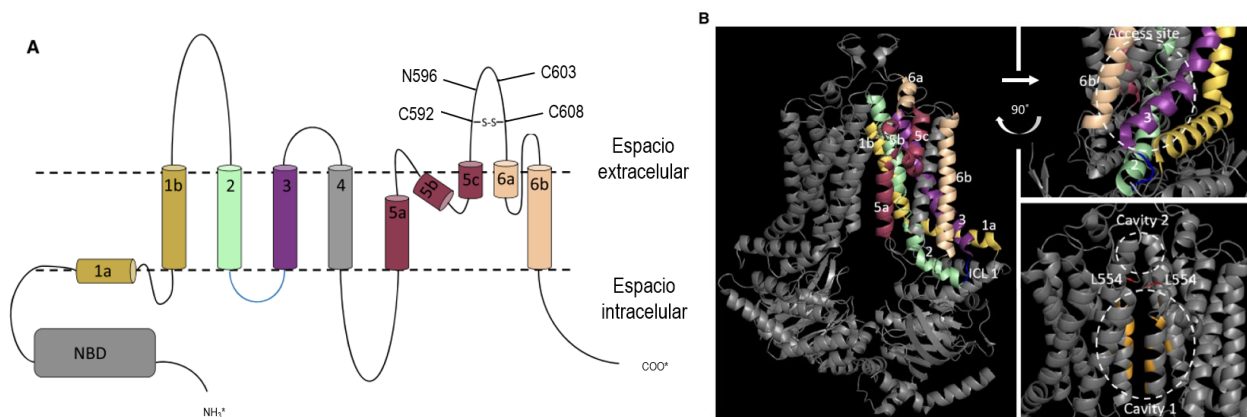 A
N596
C603
C592
S-S
C608
Espacio
extracelular
1b
2
3
4
5a
5b
5c
6a
6b
1a
Espacio
intracelular
NBD
NH₃*
COO*
B
6a
1b
5b
5c
6b
5a
3
1a
2
ICL 1
90°
Access site
6b
3
2
Cavity 2
L554
L554
Cavity 1